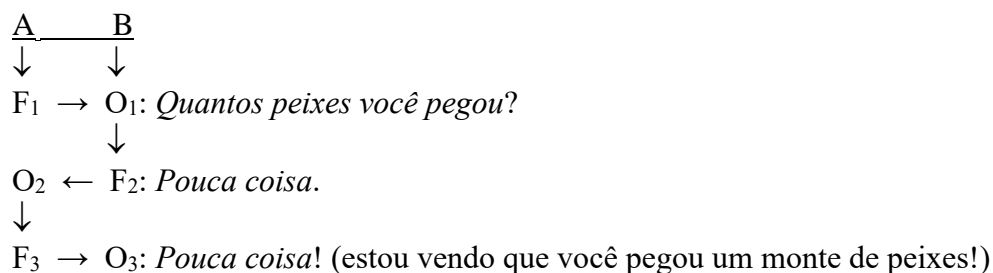 A B
↓ ↓
F₁ → O₁: Quantos peixes você pegou?
↓
O₂ ← F₂: Pouca coisa.
↓
F₃ → O₃: Pouca coisa! (estou vendo que você pegou um monte de peixes!)